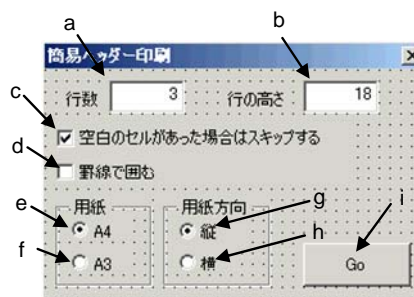 a
b
簡易ヘッダー印刷
行数 3 行の高さ 18
c
空白のセルがあった場合はスキップする
d
罫線で囲む
用紙 用紙方向
e A4 縦 g i
f A3 横 h
Go